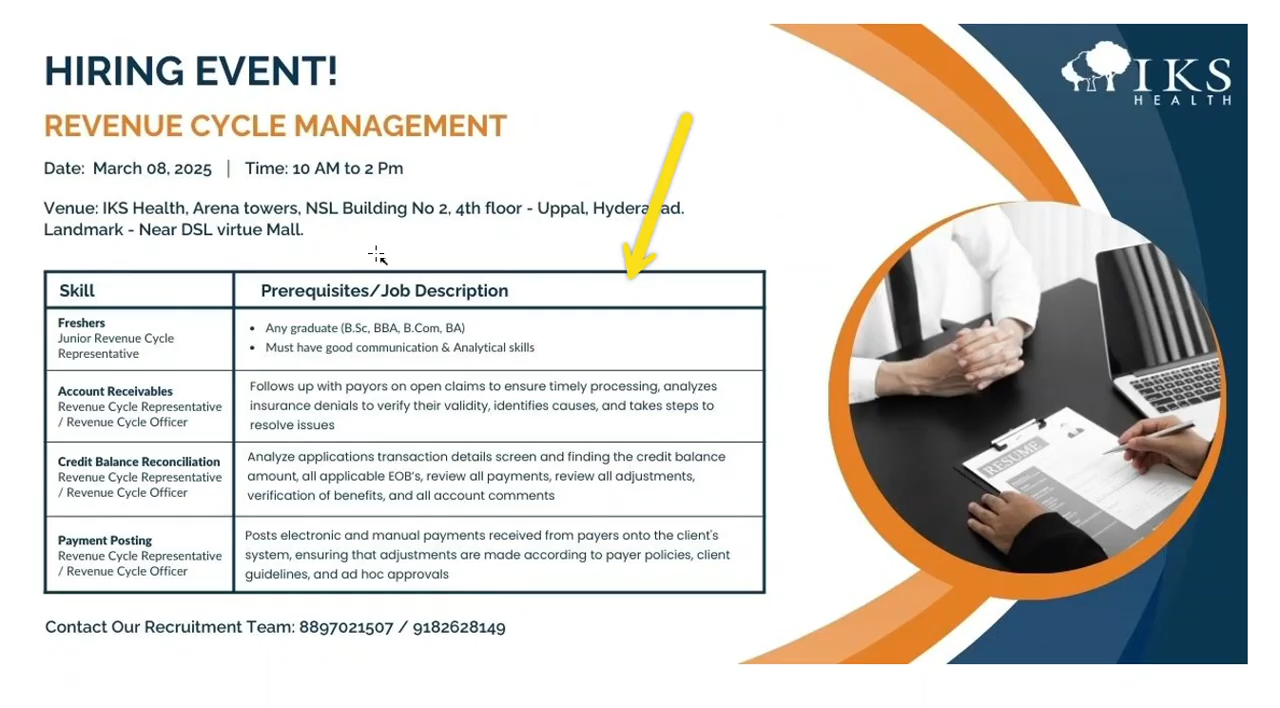 HIRING EVENT!
REVENUE CYCLE MANAGEMENT
Date: March 08, 2025 | Time: 10 AM to 2 Pm
Venue: IKS Health, Arena towers, NSL Building No 2, 4th floor - Uppal, Hyderabad.
Landmark - Near DSL virtue Mall.
IKS
HEALTH
Skill
Prerequisites/Job Description
Freshers
Junior Revenue Cycle
Representative
• Any graduate (B.Sc, BBA, B.Com, BA)
• Must have good communication & Analytical skills
Account Receivables
Revenue Cycle Representative
/ Revenue Cycle Officer
Follows up with payors on open claims to ensure timely processing, analyzes
insurance denials to verify their validity, identifies causes, and takes steps to
resolve issues
Credit Balance Reconciliation
Revenue Cycle Representative
/ Revenue Cycle Officer
Analyze applications transaction details screen and finding the credit balance
amount, all applicable EOB's, review all payments, review all adjustments,
verification of benefits, and all account comments
Payment Posting
Revenue Cycle Representative
/ Revenue Cycle Officer
Posts electronic and manual payments received from payers onto the client's
system, ensuring that adjustments are made according to payer policies, client
guidelines, and ad hoc approvals
Contact Our Recruitment Team: 8897021507 / 9182628149
RESUME